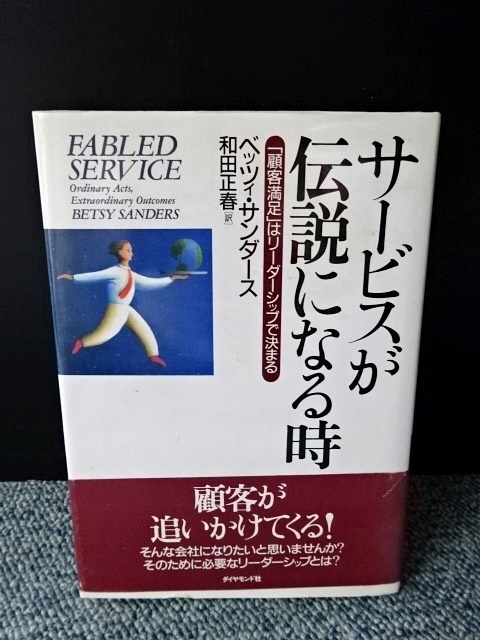 サービスが
伝説になる時
「顧客満足」はリーダーシップで決まる
ベッツィ・サンダース
和田正春[訳]
FABLED
SERVICE
Ordinary Acts,
Extraordinary Outcomes
BETSY SANDERS
顧客が
追いかけてくる!
そんな会社になりたいと思いませんか?
そのために必要なリーダーシップとは?
ダイヤモンド社